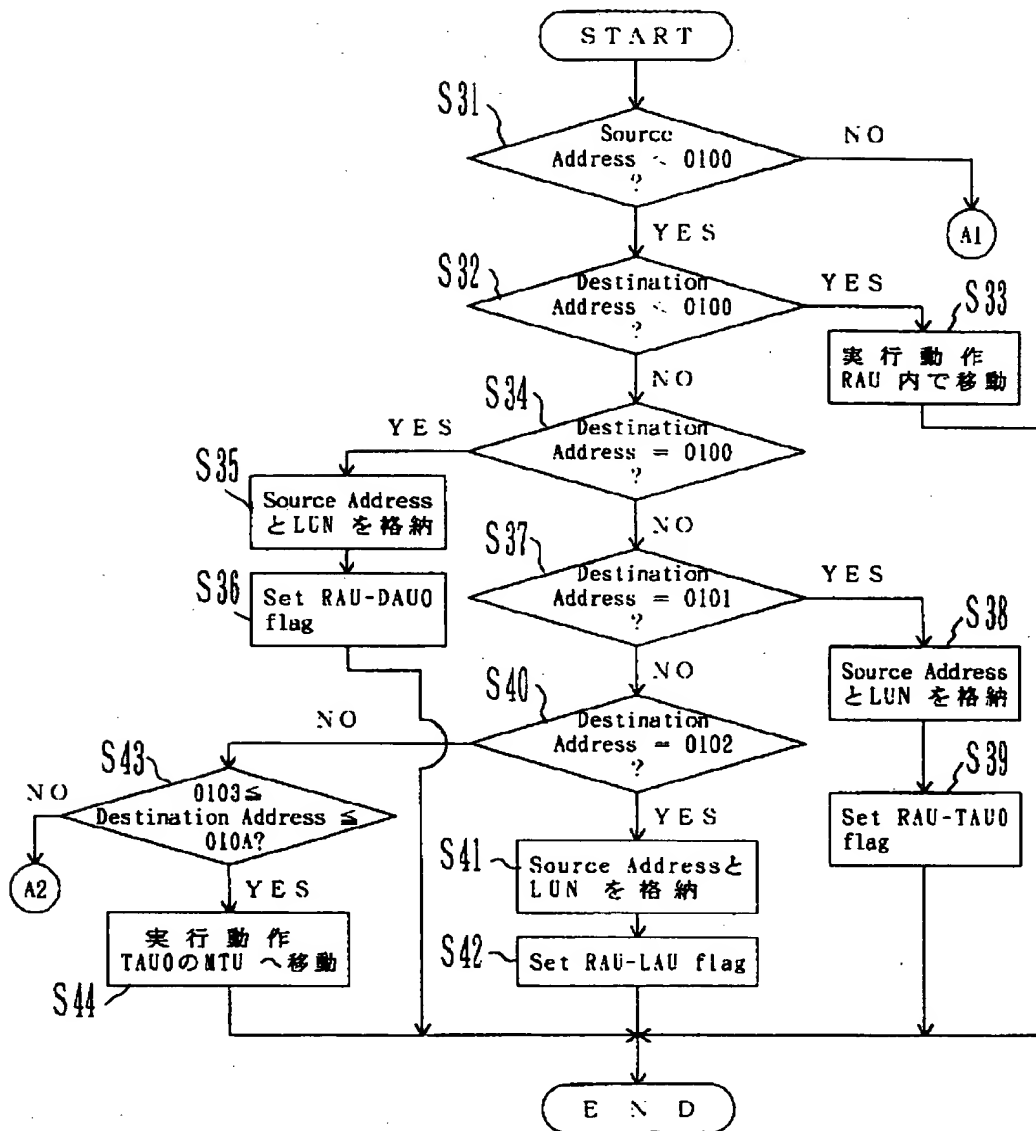 START
S31
Source
Address < 0100
?
NO
A1
YES
S32
Destination
Address < 0100
?
YES
S33
実行動作
RAU 内で移動
NO
S34
Destination
Address = 0100
?
YES
S35
Source Address
とLUN を格納
S36
Set RAU-DAU0
flag
NO
S37
Destination
Address = 0101
?
YES
S38
Source Address
とLUN を格納
S39
Set RAU-TAU0
flag
NO
S40
Destination
Address = 0102
?
NO
S43
0103≦
Destination Address ≦
010A?
NO
A2
YES
実行動作
TAU0のMTU へ移動
S44
YES
S41
Source Addressと
LUN を格納
S42
Set RAU-LAU flag
END